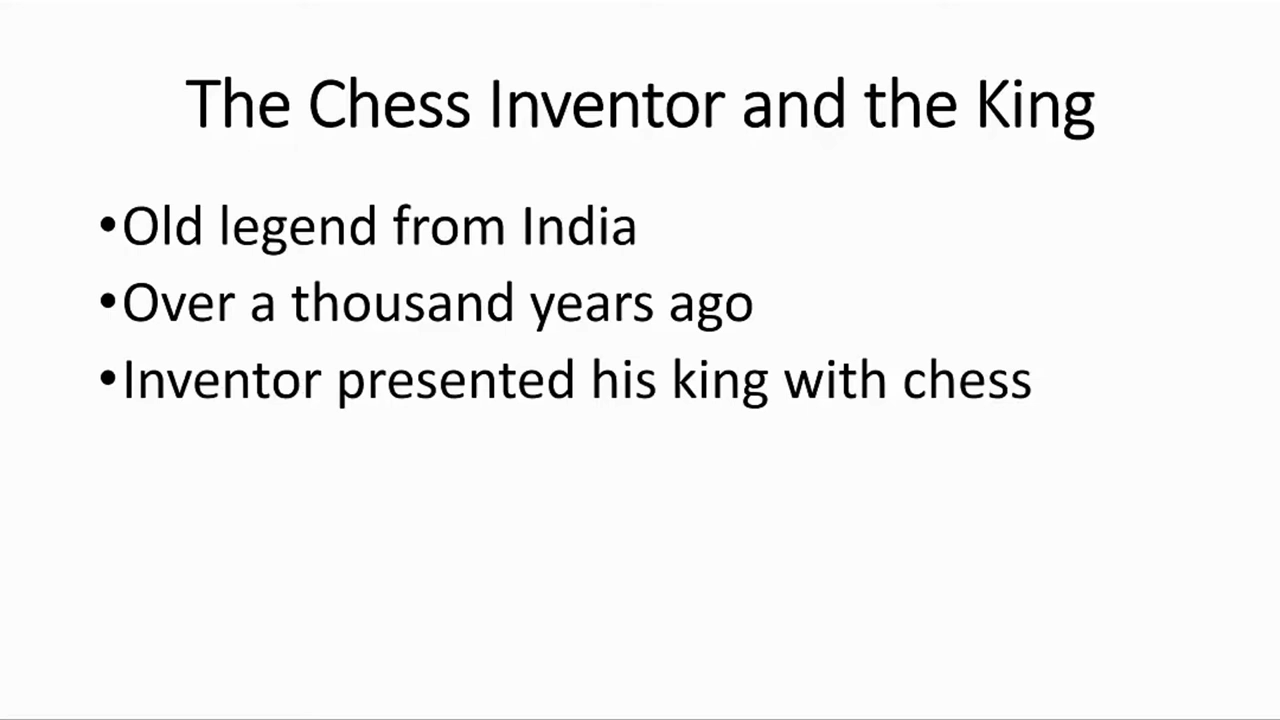 The Chess Inventor and the King
•Old legend from India
•Over a thousand years ago
•Inventor presented his king with chess